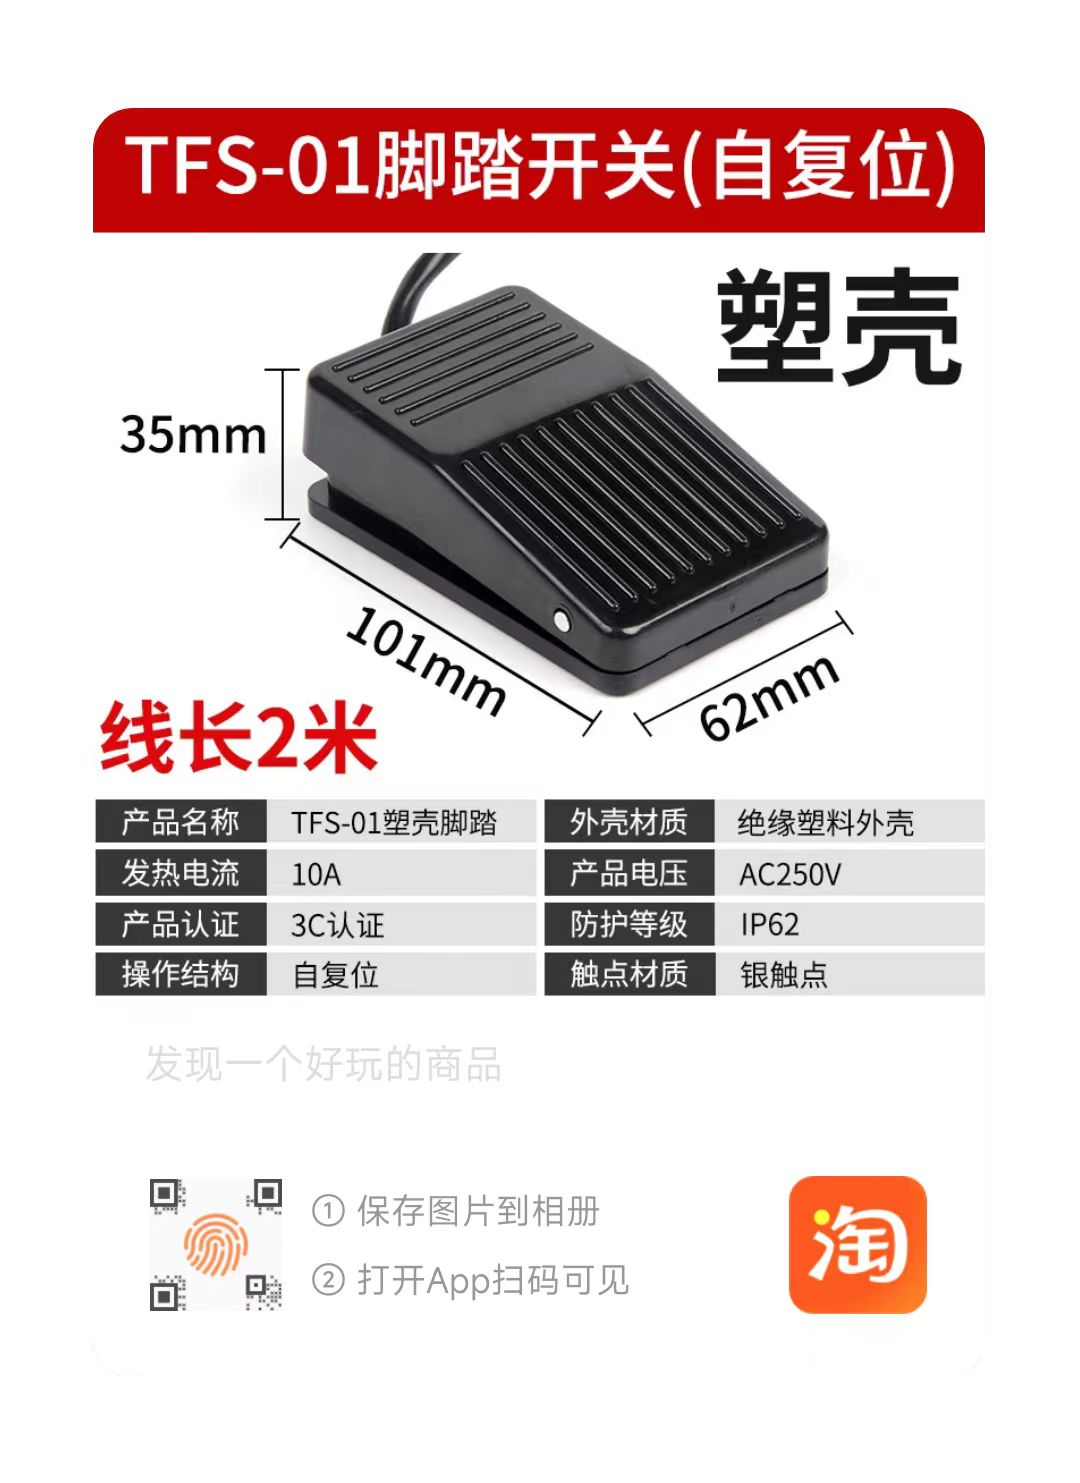 TFS-01脚踏开关(自复位)
塑壳
35mm
101mm
62mm
线长2米
产品名称 TFS-01塑壳脚踏 外壳材质 绝缘塑料外壳
发热电流 10A 产品电压 AC250V
产品认证 3C认证 防护等级 IP62
操作结构 自复位 触点材质 银触点
发现一个好玩的商品
① 保存图片到相册
② 打开App扫码可见
淘